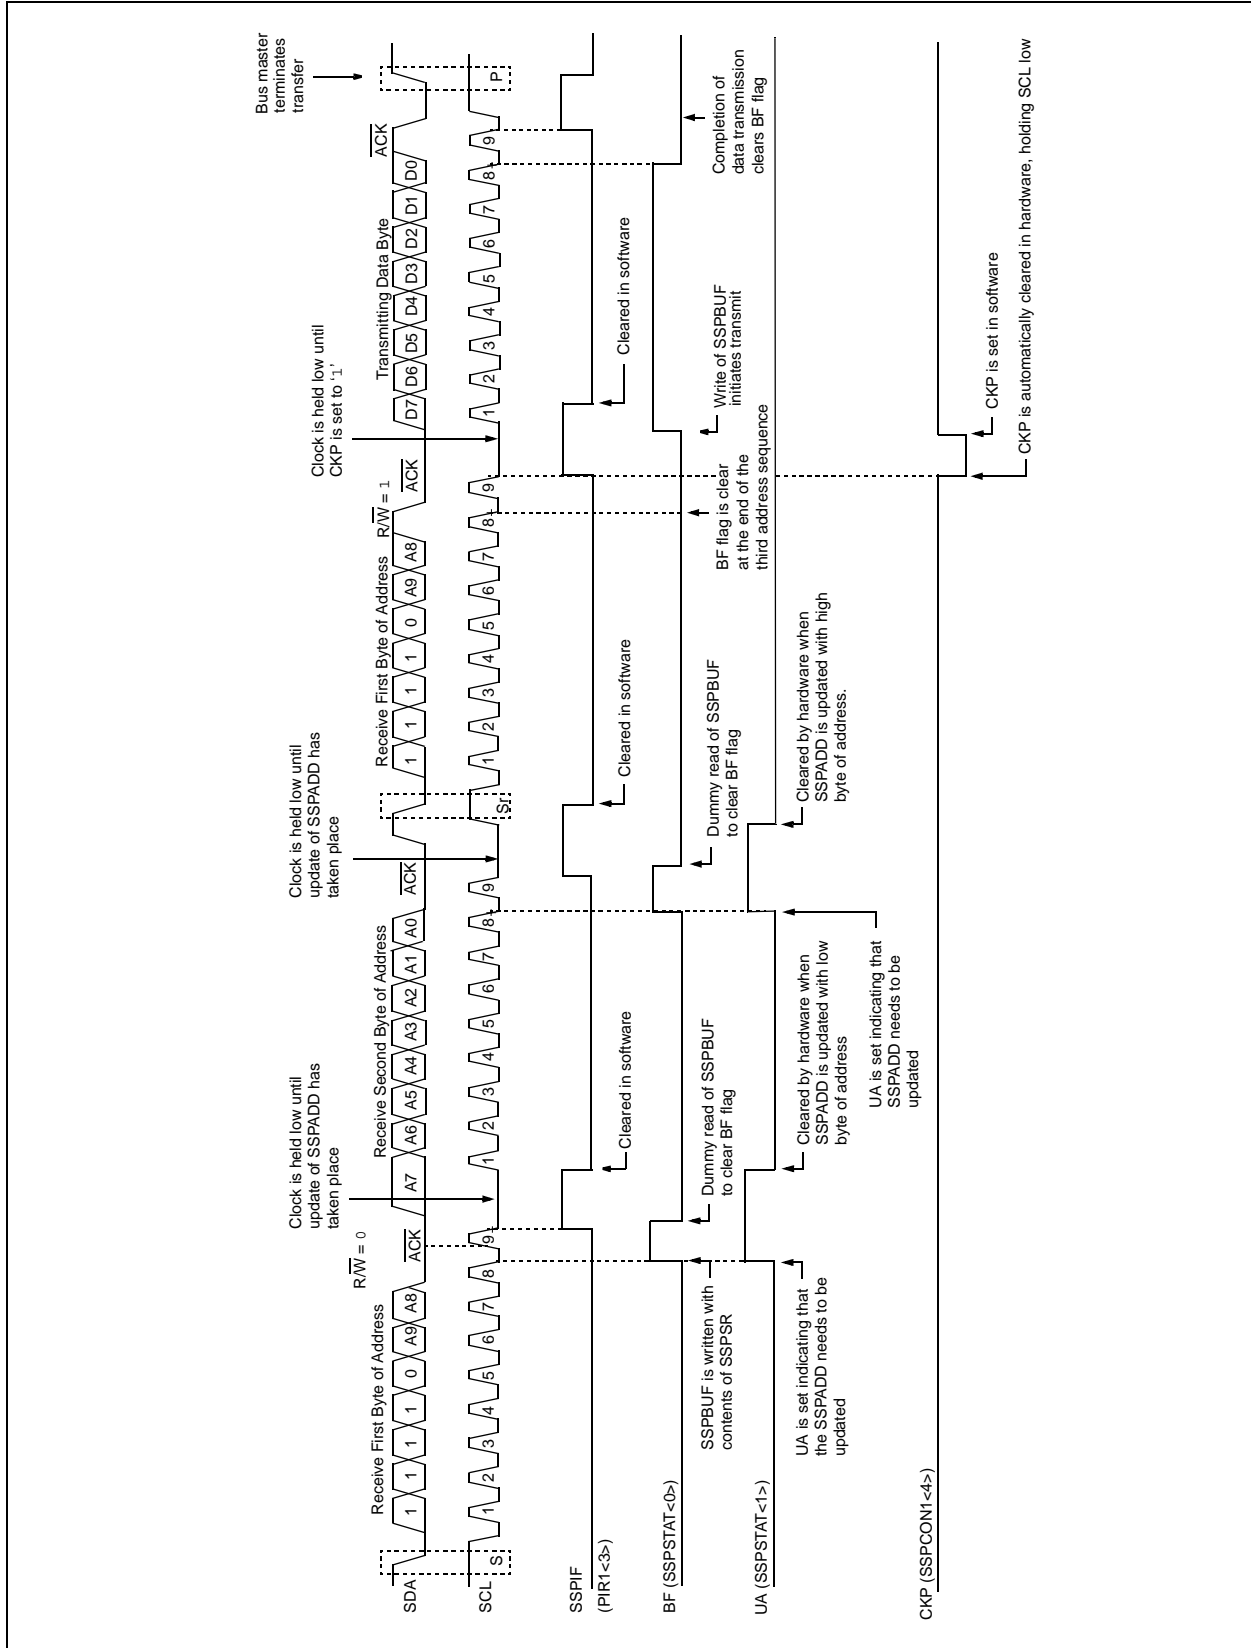 Bus master
terminates
transfer
Clock is held low until
CKP is set to ‘1’
Clock is held low until
update of SSPADD has
taken place
Clock is held low until
update of SSPADD has
taken place
Receive First Byte of Address
R/W = 0
ACK
Receive Second Byte of Address
ACK
Receive First Byte of Address
R/W = 1
ACK
Transmitting Data Byte
ACK
SDA
1 1 1 1 0 A9 A8 A7 A6 A5 A4 A3 A2 A1 A0 1 1 1 1 0 A9 A8 D7 D6 D5 D4 D3 D2 D1 D0
SCL
S 1 2 3 4 5 6 7 8 9 1 2 3 4 5 6 7 8 9 Sr 1 2 3 4 5 6 7 8 9 1 2 3 4 5 6 7 8 9 P
SSPIF
(PIR1<3>)
Cleared in software
Cleared in software
Cleared in software
BF (SSPSTAT<0>)
SSPBUF is written with
contents of SSPSR
Dummy read of SSPBUF
to clear BF flag
Dummy read of SSPBUF
to clear BF flag
BF flag is clear
at the end of the
third address sequence
Write of SSPBUF
initiates transmit
Completion of
data transmission
clears BF flag
UA (SSPSTAT<1>)
UA is set indicating that
the SSPADD needs to be
updated
Cleared by hardware when
SSPADD is updated with low
byte of address
UA is set indicating that
SSPADD needs to be
updated
Cleared by hardware when
SSPADD is updated with high
byte of address.
CKP (SSPCON1<4>)
CKP is set in software
CKP is automatically cleared in hardware, holding SCL low